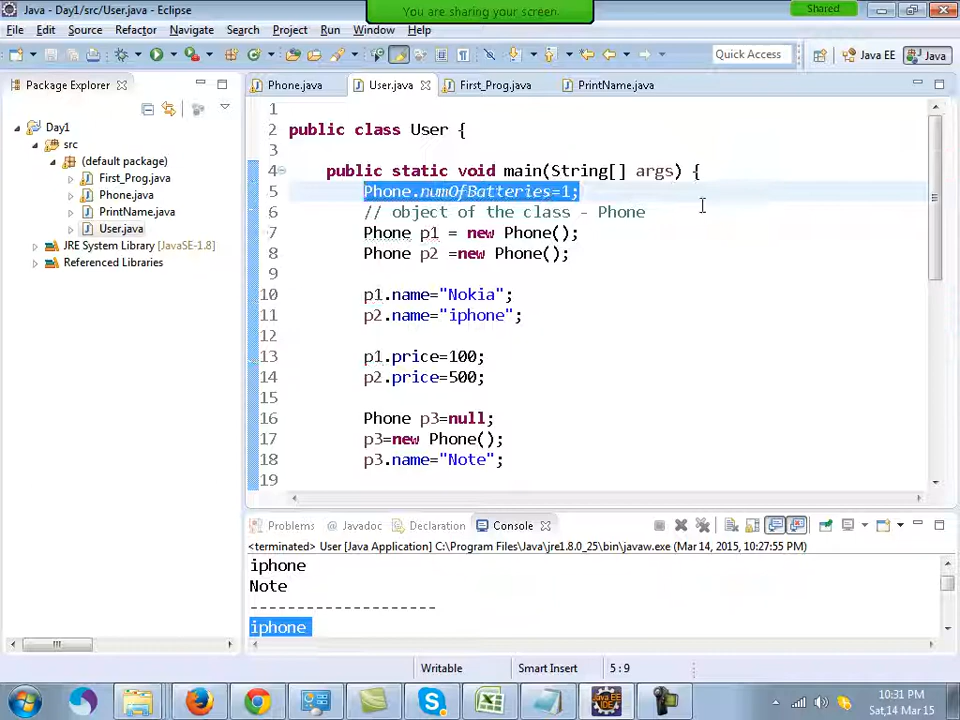 Java - Day1/src/User.java - Eclipse
You are sharing your screen.
Shared
File Edit Source Refactor Navigate Search Project Run Window Help
Quick Access
Java EE
Java
Package Explorer
Phone.java
User.java
First_Prog.java
PrintName.java
Day1
src
(default package)
First_Prog.java
Phone.java
PrintName.java
User.java
JRE System Library [JavaSE-1.8]
Referenced Libraries
1
2 public class User {
3
4 public static void main(String[] args) {
5 Phone.numOfBatteries=1;
6 // object of the class - Phone
7 Phone p1 = new Phone();
8 Phone p2 =new Phone();
9
10 p1.name="Nokia";
11 p2.name="iphone";
12
13 p1.price=100;
14 p2.price=500;
15
16 Phone p3=null;
17 p3=new Phone();
18 p3.name="Note";
19
Problems @ Javadoc Declaration Console
<terminated> User [Java Application] C:\Program Files\Java\jre1.8.0_25\bin\javaw.exe (Mar 14, 2015, 10:27:55 PM)
iphone
Note
--------------------
iphone
Writable
Smart Insert
5 : 9
10:31 PM
Sat,14 Mar 15